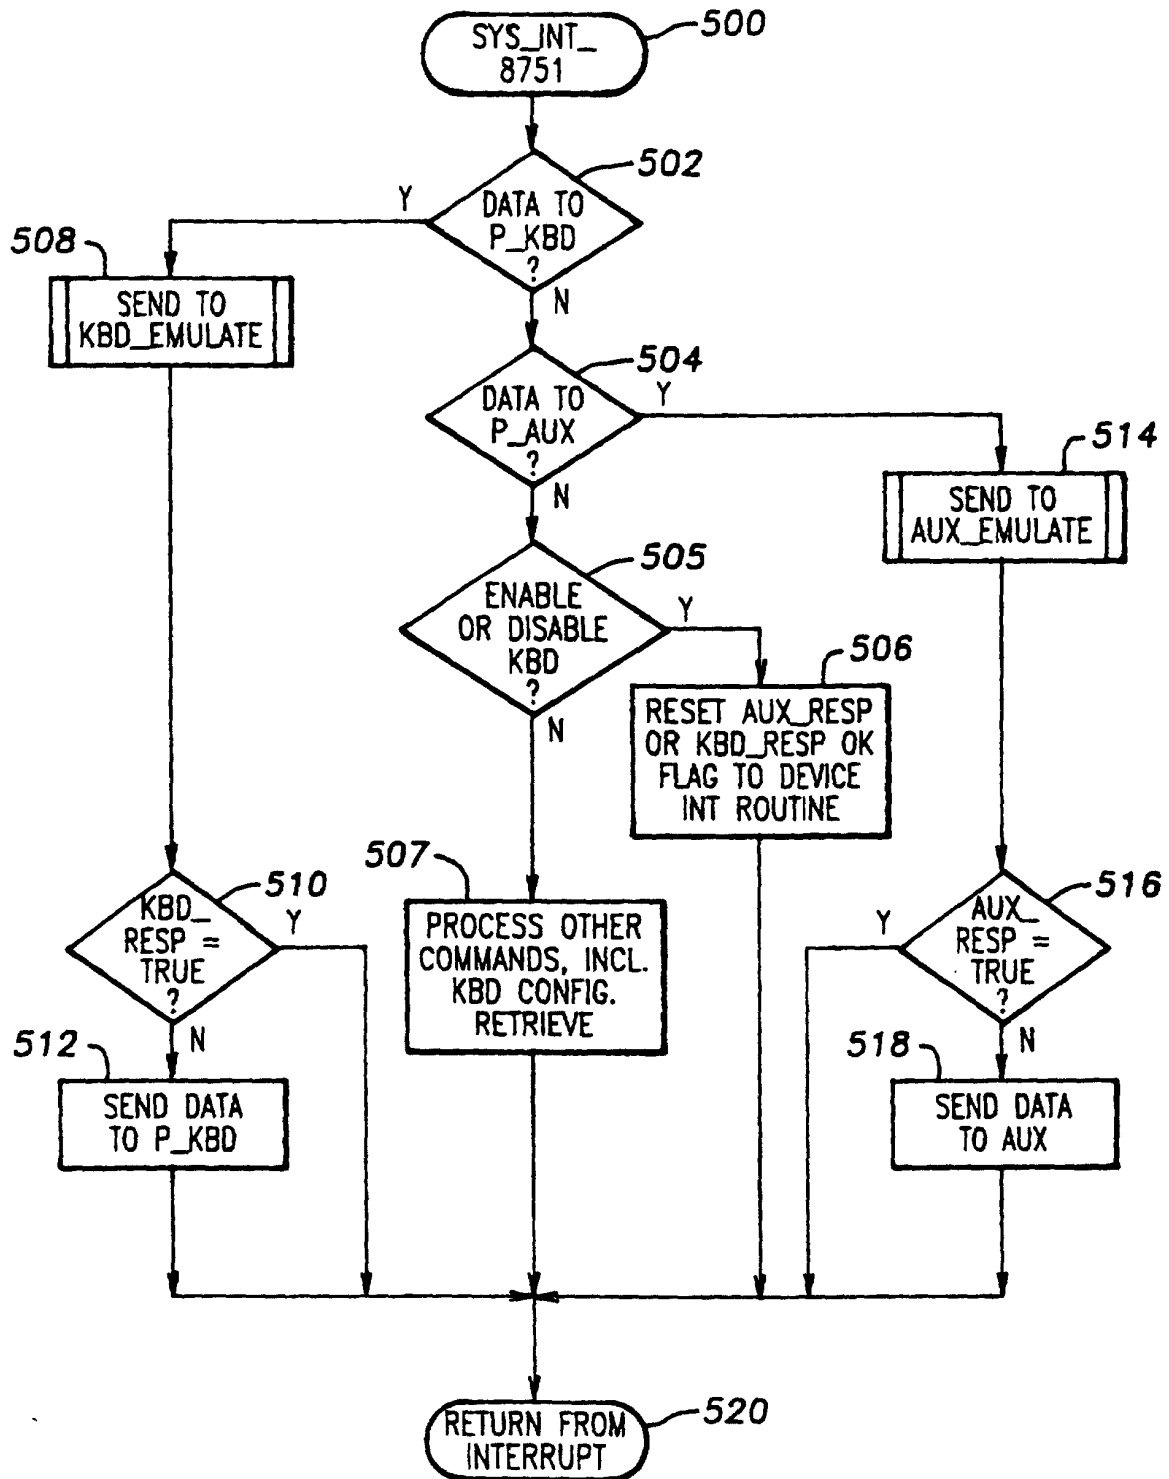 SYS_INT_
8751
500
502
DATA TO
P_KBD
?
Y
N
508
SEND TO
KBD_EMULATE
504
DATA TO
P_AUX
?
Y
N
514
SEND TO
AUX_EMULATE
505
ENABLE
OR DISABLE
KBD
?
Y
N
506
RESET AUX_RESP
OR KBD_RESP OK
FLAG TO DEVICE
INT ROUTINE
510
KBD_
RESP =
TRUE
?
Y
N
507
PROCESS OTHER
COMMANDS, INCL.
KBD CONFIG.
RETRIEVE
516
AUX_
RESP =
TRUE
?
Y
N
512
SEND DATA
TO P_KBD
518
SEND DATA
TO AUX
RETURN FROM
INTERRUPT
520